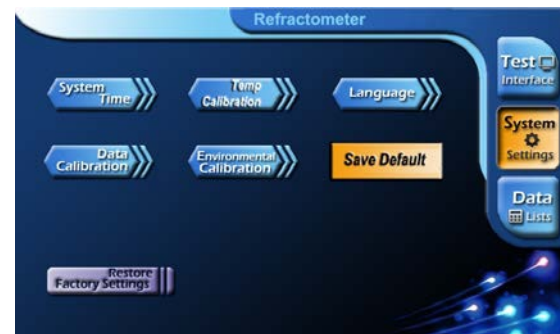 Refractometer
System
Time
Temp
Calibration
Language
Data
Calibration
Environmental
Calibration
Save Default
Restore
Factory Settings
Test
Interface
System
Settings
Data
Lists